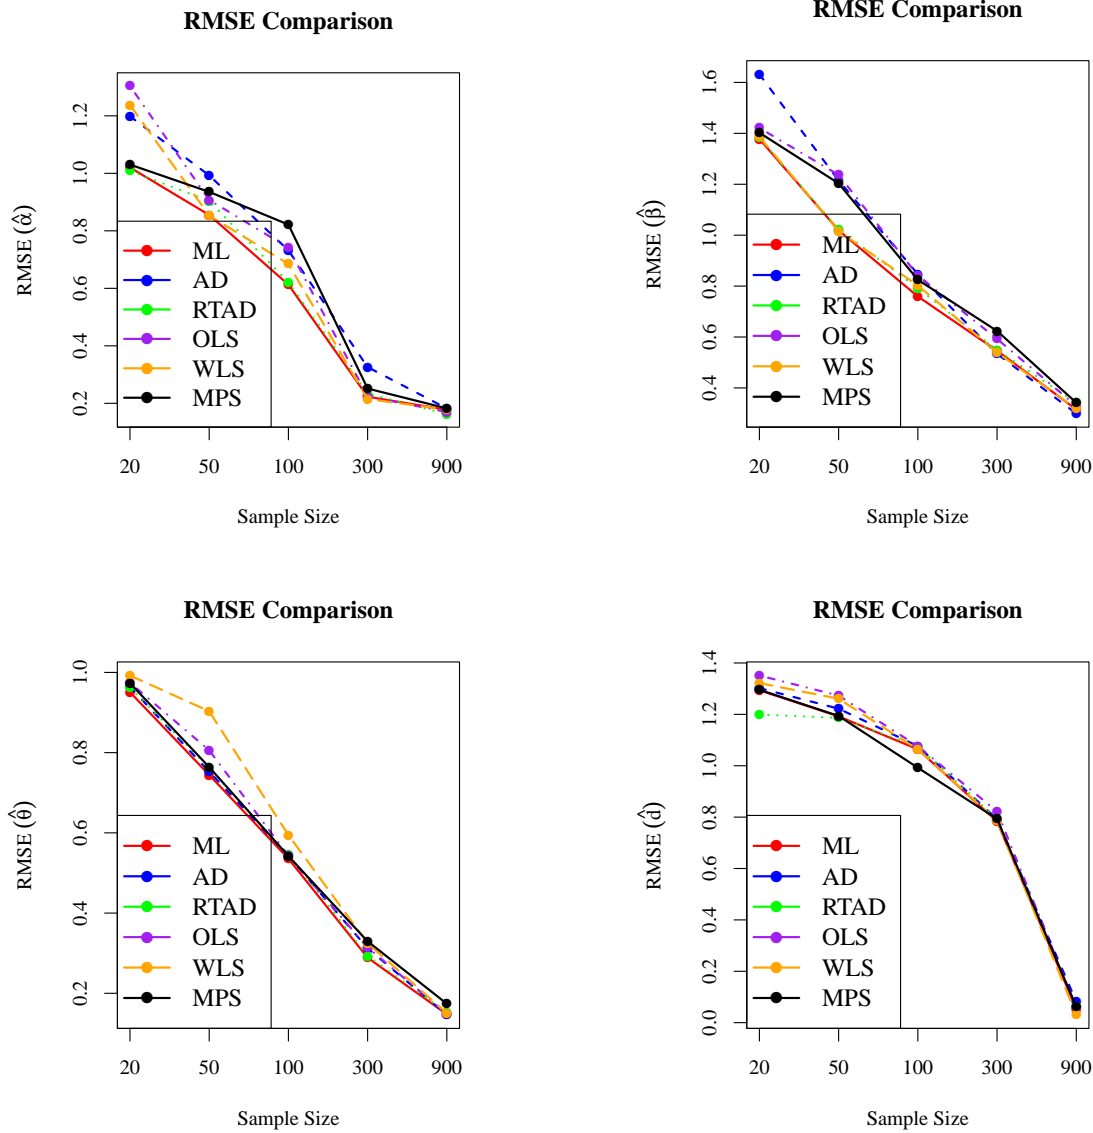 RMSE Comparison
RMSE (α̂)
0.2 0.4 0.6 0.8 1.0 1.2
ML
AD
RTAD
OLS
WLS
MPS
20 50 100 300 900
Sample Size
RMSE Comparison
RMSE (β̂)
0.4 0.6 0.8 1.0 1.2 1.4 1.6
ML
AD
RTAD
OLS
WLS
MPS
20 50 100 300 900
Sample Size
RMSE Comparison
RMSE (θ̂)
0.2 0.4 0.6 0.8 1.0
ML
AD
RTAD
OLS
WLS
MPS
20 50 100 300 900
Sample Size
RMSE Comparison
RMSE (d̂)
0.0 0.2 0.4 0.6 0.8 1.0 1.2 1.4
ML
AD
RTAD
OLS
WLS
MPS
20 50 100 300 900
Sample Size